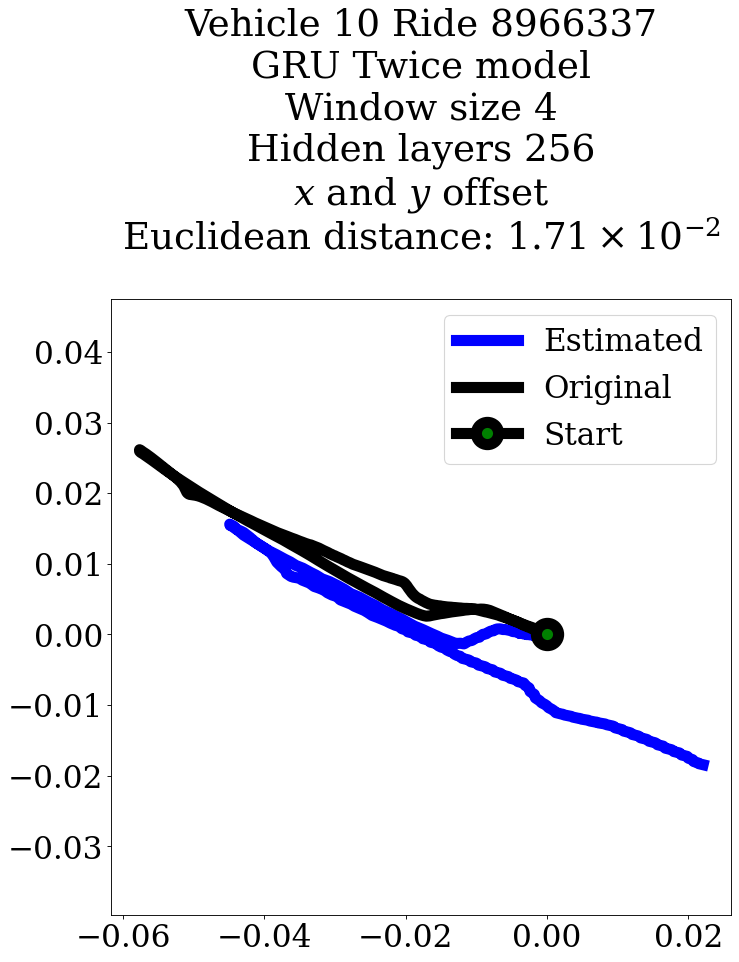 Vehicle 10 Ride 8966337
GRU Twice model
Window size 4
Hidden layers 256
x and y offset
Euclidean distance: 1.71 × 10⁻²
Estimated
Original
Start
0.04
0.03
0.02
0.01
0.00
−0.01
−0.02
−0.03
−0.06 −0.04 −0.02 0.00 0.02